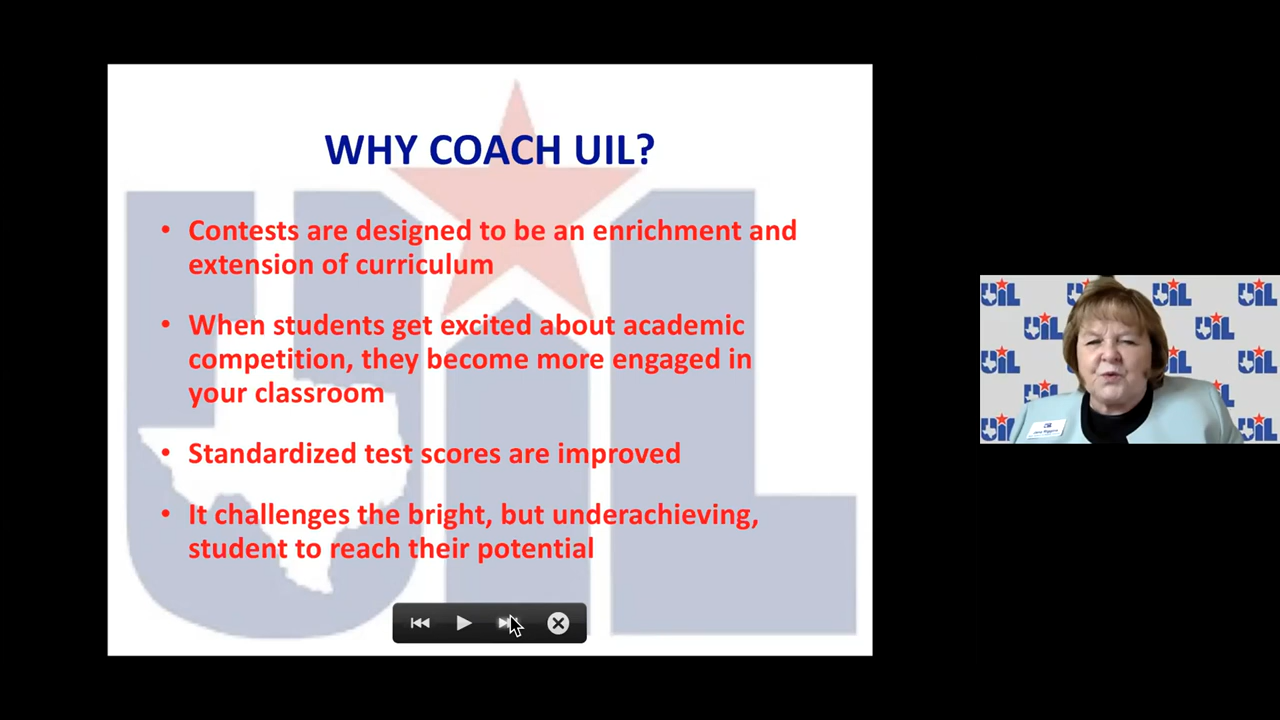 WHY COACH UIL?
• Contests are designed to be an enrichment and
extension of curriculum
• When students get excited about academic
competition, they become more engaged in
your classroom
• Standardized test scores are improved
• It challenges the bright, but underachieving,
student to reach their potential
UIL